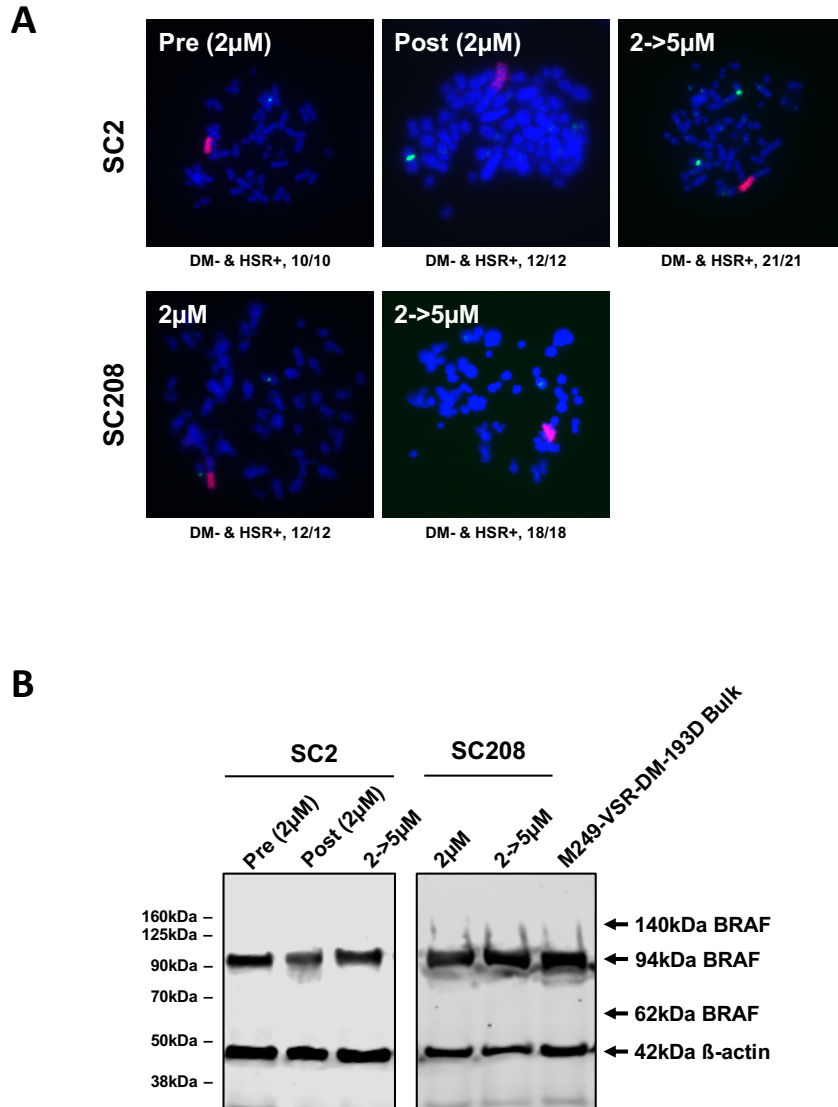 A
Pre (2µM)
Post (2µM)
2->5µM
SC2
DM- & HSR+, 10/10
DM- & HSR+, 12/12
DM- & HSR+, 21/21
2µM
2->5µM
SC208
DM- & HSR+, 12/12
DM- & HSR+, 18/18
B
SC2
SC208
Pre (2µM)
Post (2µM)
2->5µM
2µM
2->5µM
M249-VSR-DM-193D Bulk
160kDa –
125kDa –
90kDa –
70kDa –
50kDa –
38kDa –
140kDa BRAF
94kDa BRAF
62kDa BRAF
42kDa ß-actin